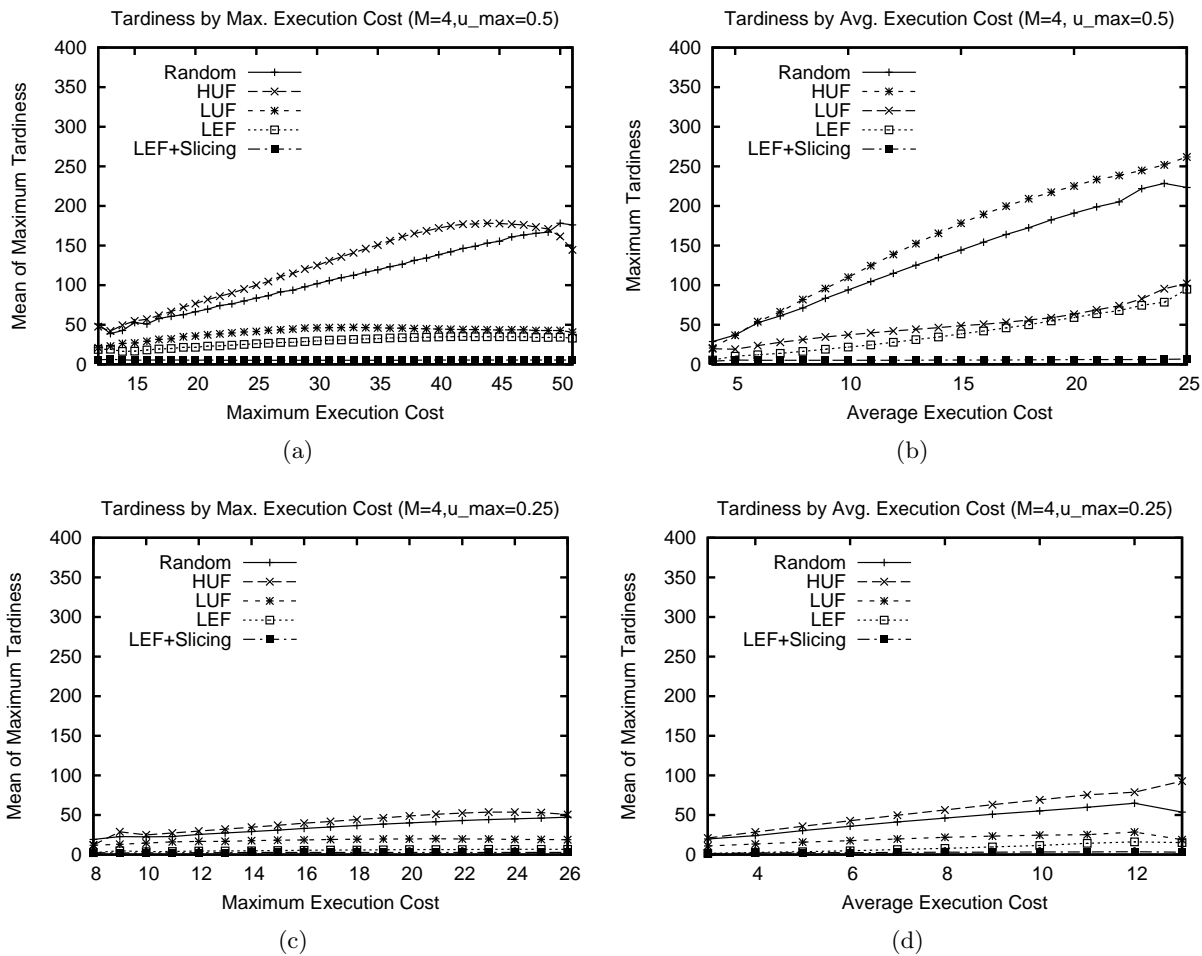 Tardiness by Max. Execution Cost (M=4,u_max=0.5)
400
350
300
250
200
150
100
50
0
Mean of Maximum Tardiness
Random
HUF
LUF
LEF
LEF+Slicing
15 20 25 30 35 40 45 50
Maximum Execution Cost
(a)
Tardiness by Avg. Execution Cost (M=4, u_max=0.5)
400
350
300
250
200
150
100
50
0
Maximum Tardiness
Random
HUF
LUF
LEF
LEF+Slicing
5 10 15 20 25
Average Execution Cost
(b)
Tardiness by Max. Execution Cost (M=4,u_max=0.25)
400
350
300
250
200
150
100
50
0
Mean of Maximum Tardiness
Random
HUF
LUF
LEF
LEF+Slicing
8 10 12 14 16 18 20 22 24 26
Maximum Execution Cost
(c)
Tardiness by Avg. Execution Cost (M=4,u_max=0.25)
400
350
300
250
200
150
100
50
0
Mean of Maximum Tardiness
Random
HUF
LUF
LEF
LEF+Slicing
4 6 8 10 12
Average Execution Cost
(d)